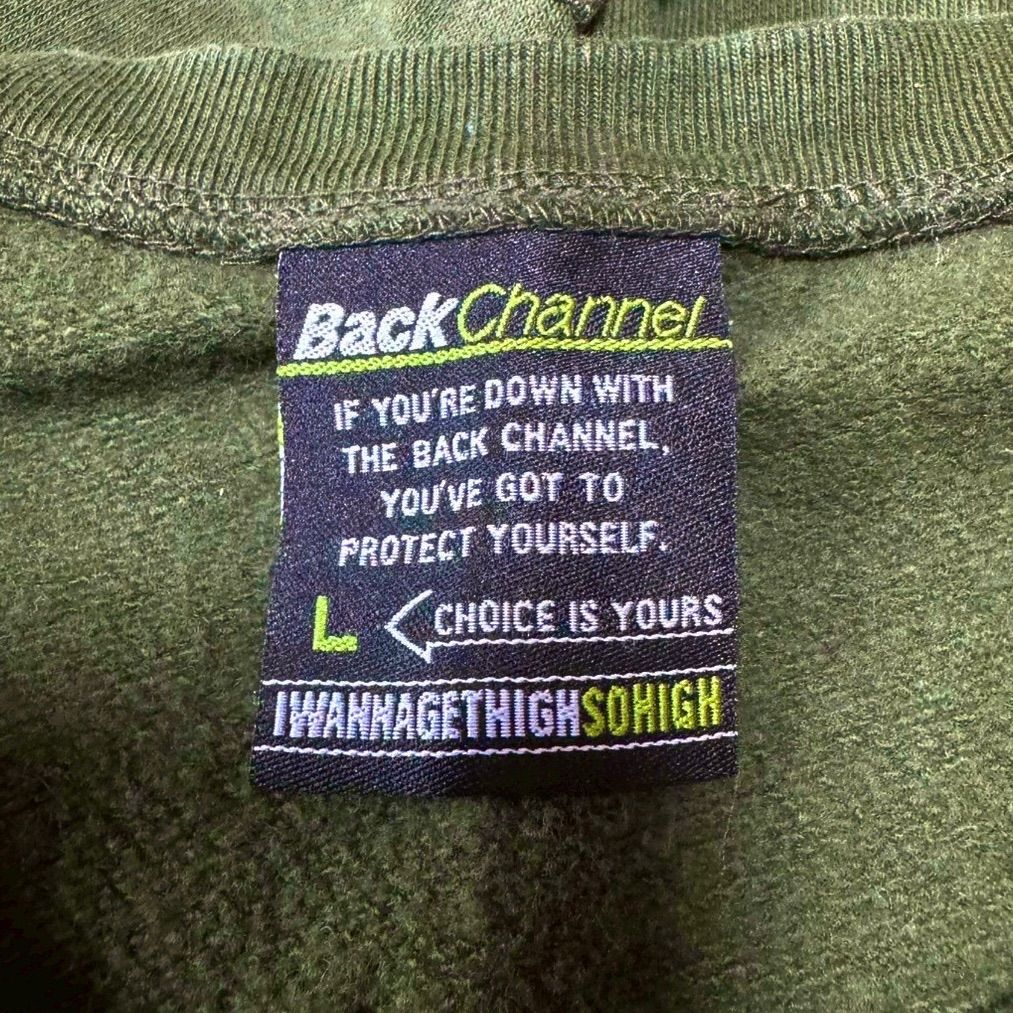 BackChannel
IF YOU'RE DOWN WITH
THE BACK CHANNEL,
YOU'VE GOT TO
PROTECT YOURSELF.
L CHOICE IS YOURS
IWANNAGETHIGHSOHIGH